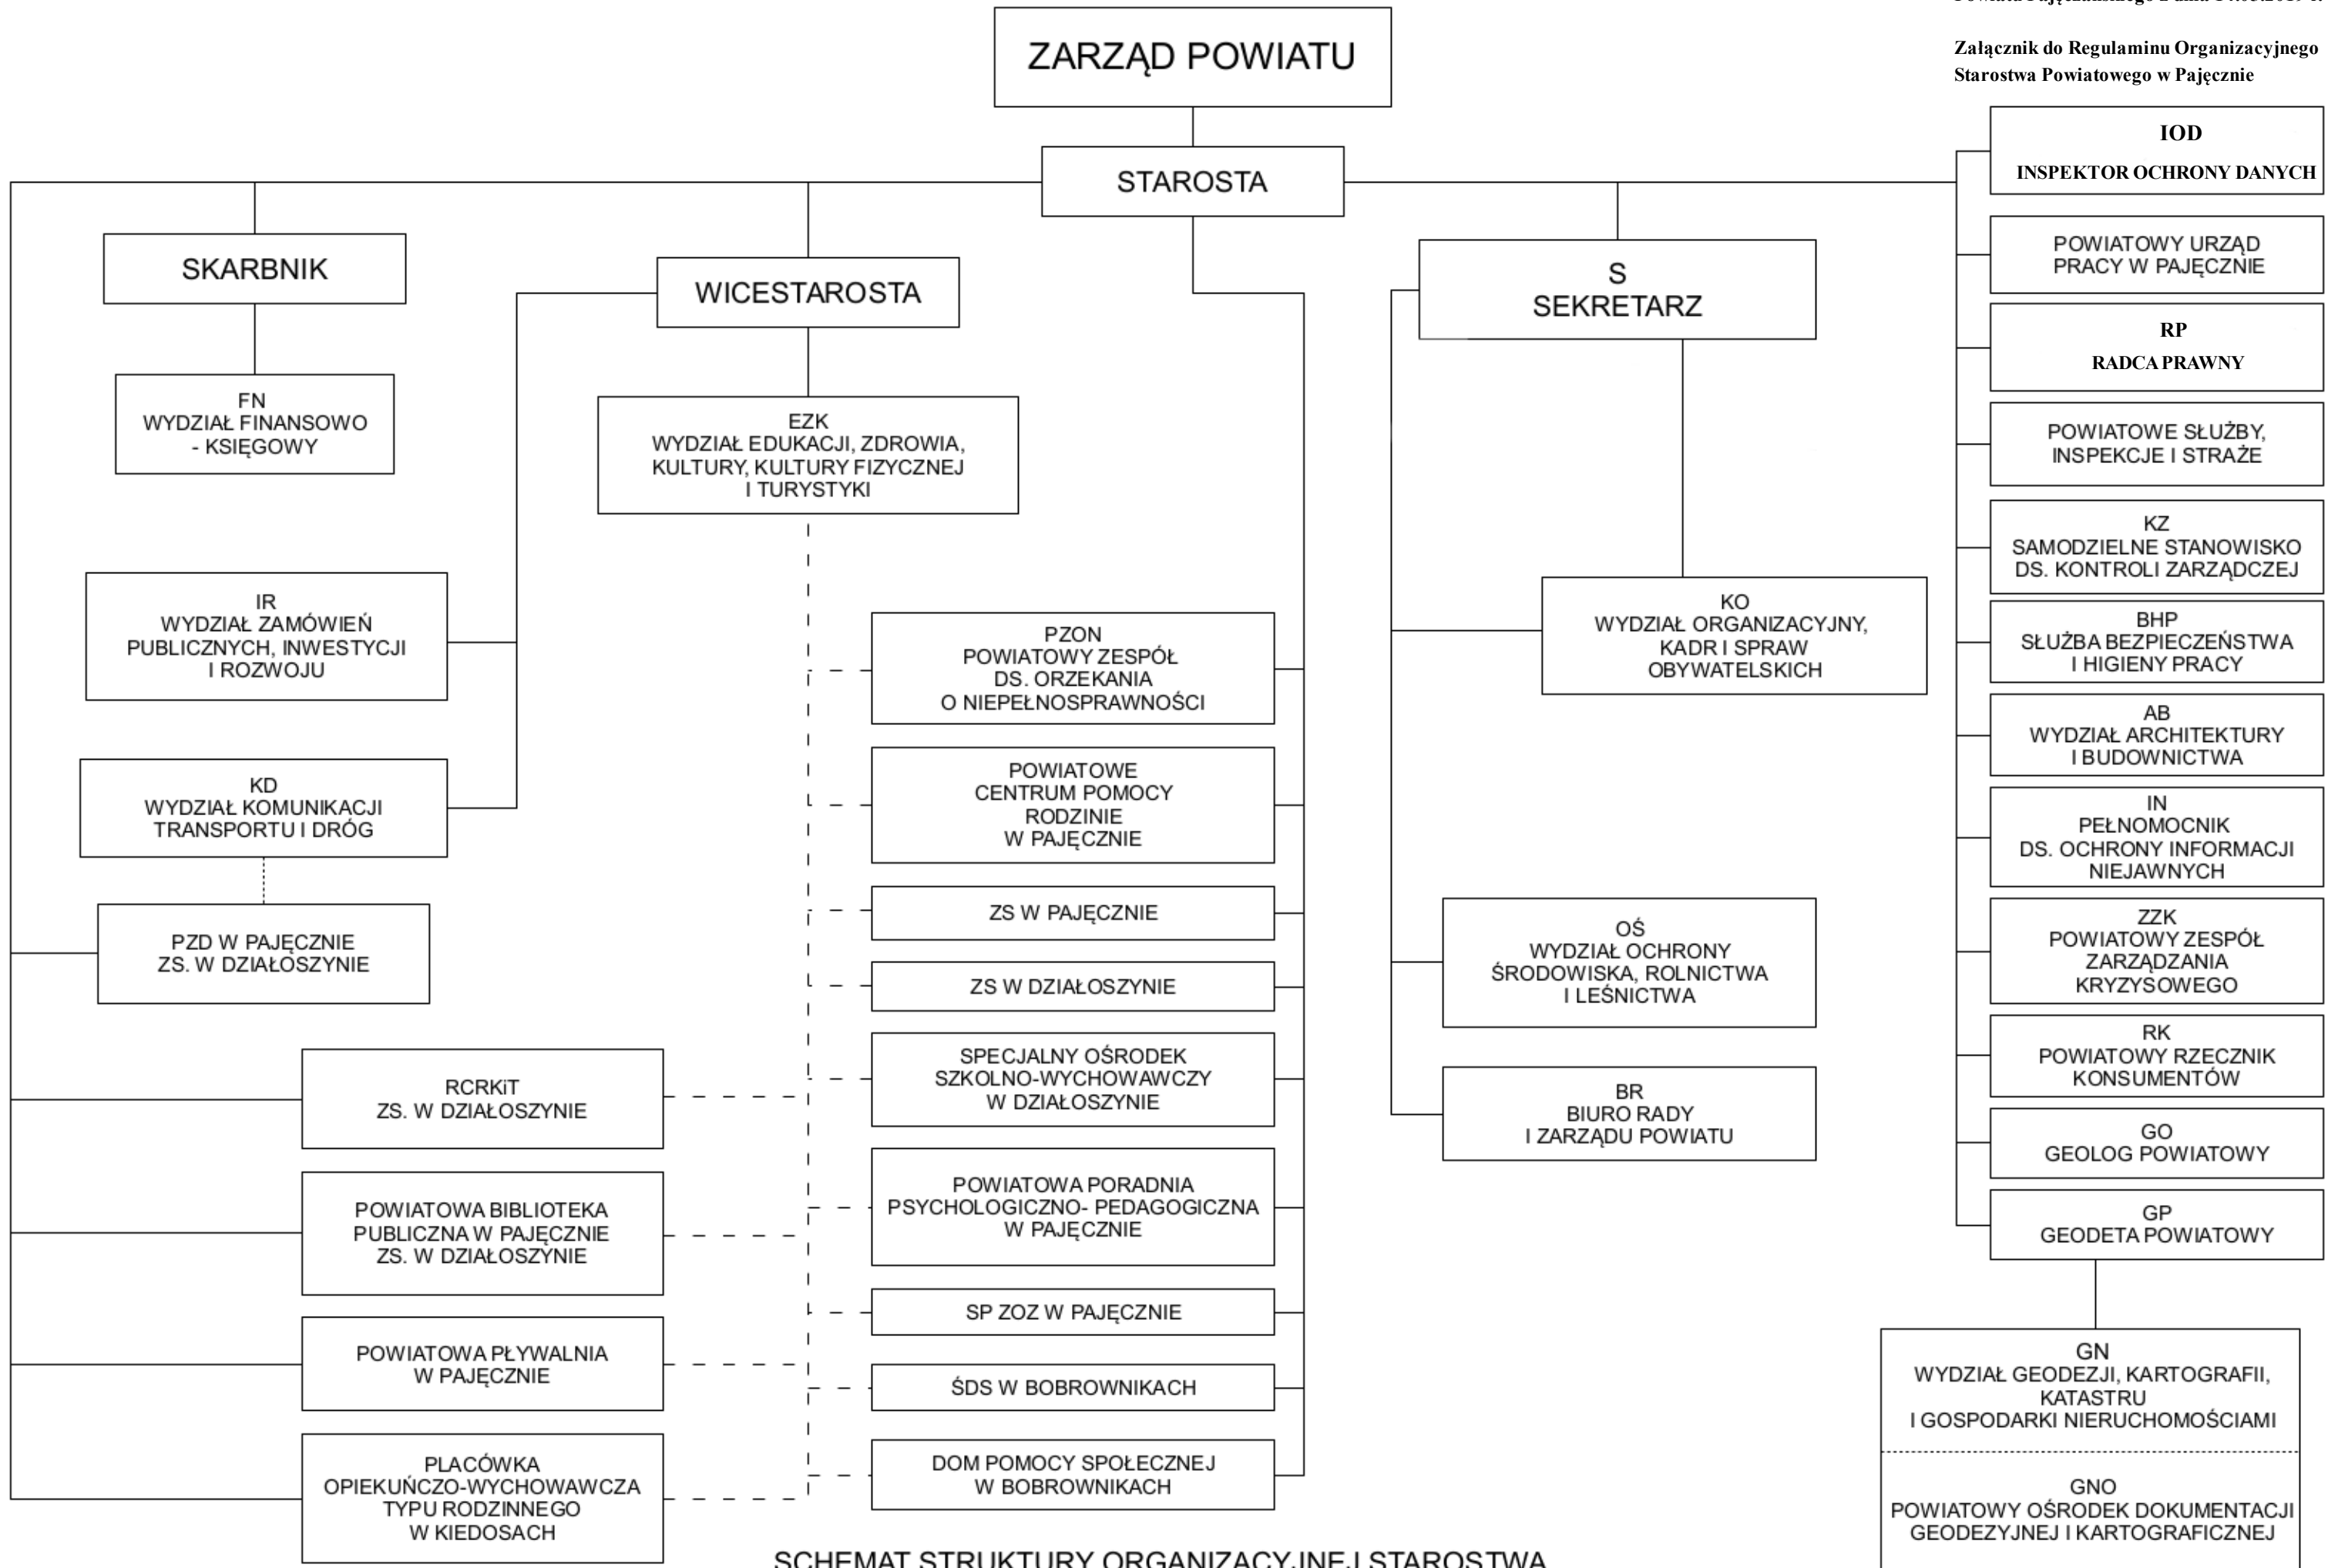 Załącznik do Regulaminu Organizacyjnego
Starostwa Powiatowego w Pajęcznie
ZARZĄD POWIATU
STAROSTA
SKARBNIK
WICESTAROSTA
S
SEKRETARZ
FN
WYDZIAŁ FINANSOWO
- KSIĘGOWY
EZK
WYDZIAŁ EDUKACJI, ZDROWIA,
KULTURY, KULTURY FIZYCZNEJ
I TURYSTYKI
IR
WYDZIAŁ ZAMÓWIEŃ
PUBLICZNYCH, INWESTYCJI
I ROZWOJU
KD
WYDZIAŁ KOMUNIKACJI
TRANSPORTU I DRÓG
PZD W PAJĘCZNIE
ZS. W DZIAŁOSZYNIE
RCRKiT
ZS. W DZIAŁOSZYNIE
POWIATOWA BIBLIOTEKA
PUBLICZNA W PAJĘCZNIE
ZS. W DZIAŁOSZYNIE
POWIATOWA PŁYWALNIA
W PAJĘCZNIE
PLACÓWKA
OPIEKUŃCZO-WYCHOWAWCZA
TYPU RODZINNEGO
W KIEDOSACH
PZON
POWIATOWY ZESPÓŁ
DS. ORZEKANIA
O NIEPEŁNOSPRAWNOŚCI
POWIATOWE
CENTRUM POMOCY
RODZINIE
W PAJĘCZNIE
ZS W PAJĘCZNIE
ZS W DZIAŁOSZYNIE
SPECJALNY OŚRODEK
SZKOLNO-WYCHOWAWCZY
W DZIAŁOSZYNIE
POWIATOWA PORADNIA
PSYCHOLOGICZNO- PEDAGOGICZNA
W PAJĘCZNIE
SP ZOZ W PAJĘCZNIE
ŚDS W BOBROWNIKACH
DOM POMOCY SPOŁECZNEJ
W BOBROWNIKACH
KO
WYDZIAŁ ORGANIZACYJNY,
KADR I SPRAW
OBYWATELSKICH
OŚ
WYDZIAŁ OCHRONY
ŚRODOWISKA, ROLNICTWA
I LEŚNICTWA
BR
BIURO RADY
I ZARZĄDU POWIATU
IOD
INSPEKTOR OCHRONY DANYCH
POWIATOWY URZĄD
PRACY W PAJĘCZNIE
RP
RADCA PRAWNY
POWIATOWE SŁUŻBY,
INSPEKCJE I STRAŻE
KZ
SAMODZIELNE STANOWISKO
DS. KONTROLI ZARZĄDCZEJ
BHP
SŁUŻBA BEZPIECZEŃSTWA
I HIGIENY PRACY
AB
WYDZIAŁ ARCHITEKTURY
I BUDOWNICTWA
IN
PEŁNOMOCNIK
DS. OCHRONY INFORMACJI
NIEJAWNYCH
ZZK
POWIATOWY ZESPÓŁ
ZARZĄDZANIA
KRYZYSOWEGO
RK
POWIATOWY RZECZNIK
KONSUMENTÓW
GO
GEOLOG POWIATOWY
GP
GEODETA POWIATOWY
GN
WYDZIAŁ GEODEZJI, KARTOGRAFII,
KATASTRU
I GOSPODARKI NIERUCHOMOŚCIAMI
GNO
POWIATOWY OŚRODEK DOKUMENTACJI
GEODEZYJNEJ I KARTOGRAFICZNEJ
SCHEMAT STRUKTURY ORGANIZACYJNEJ STAROSTWA